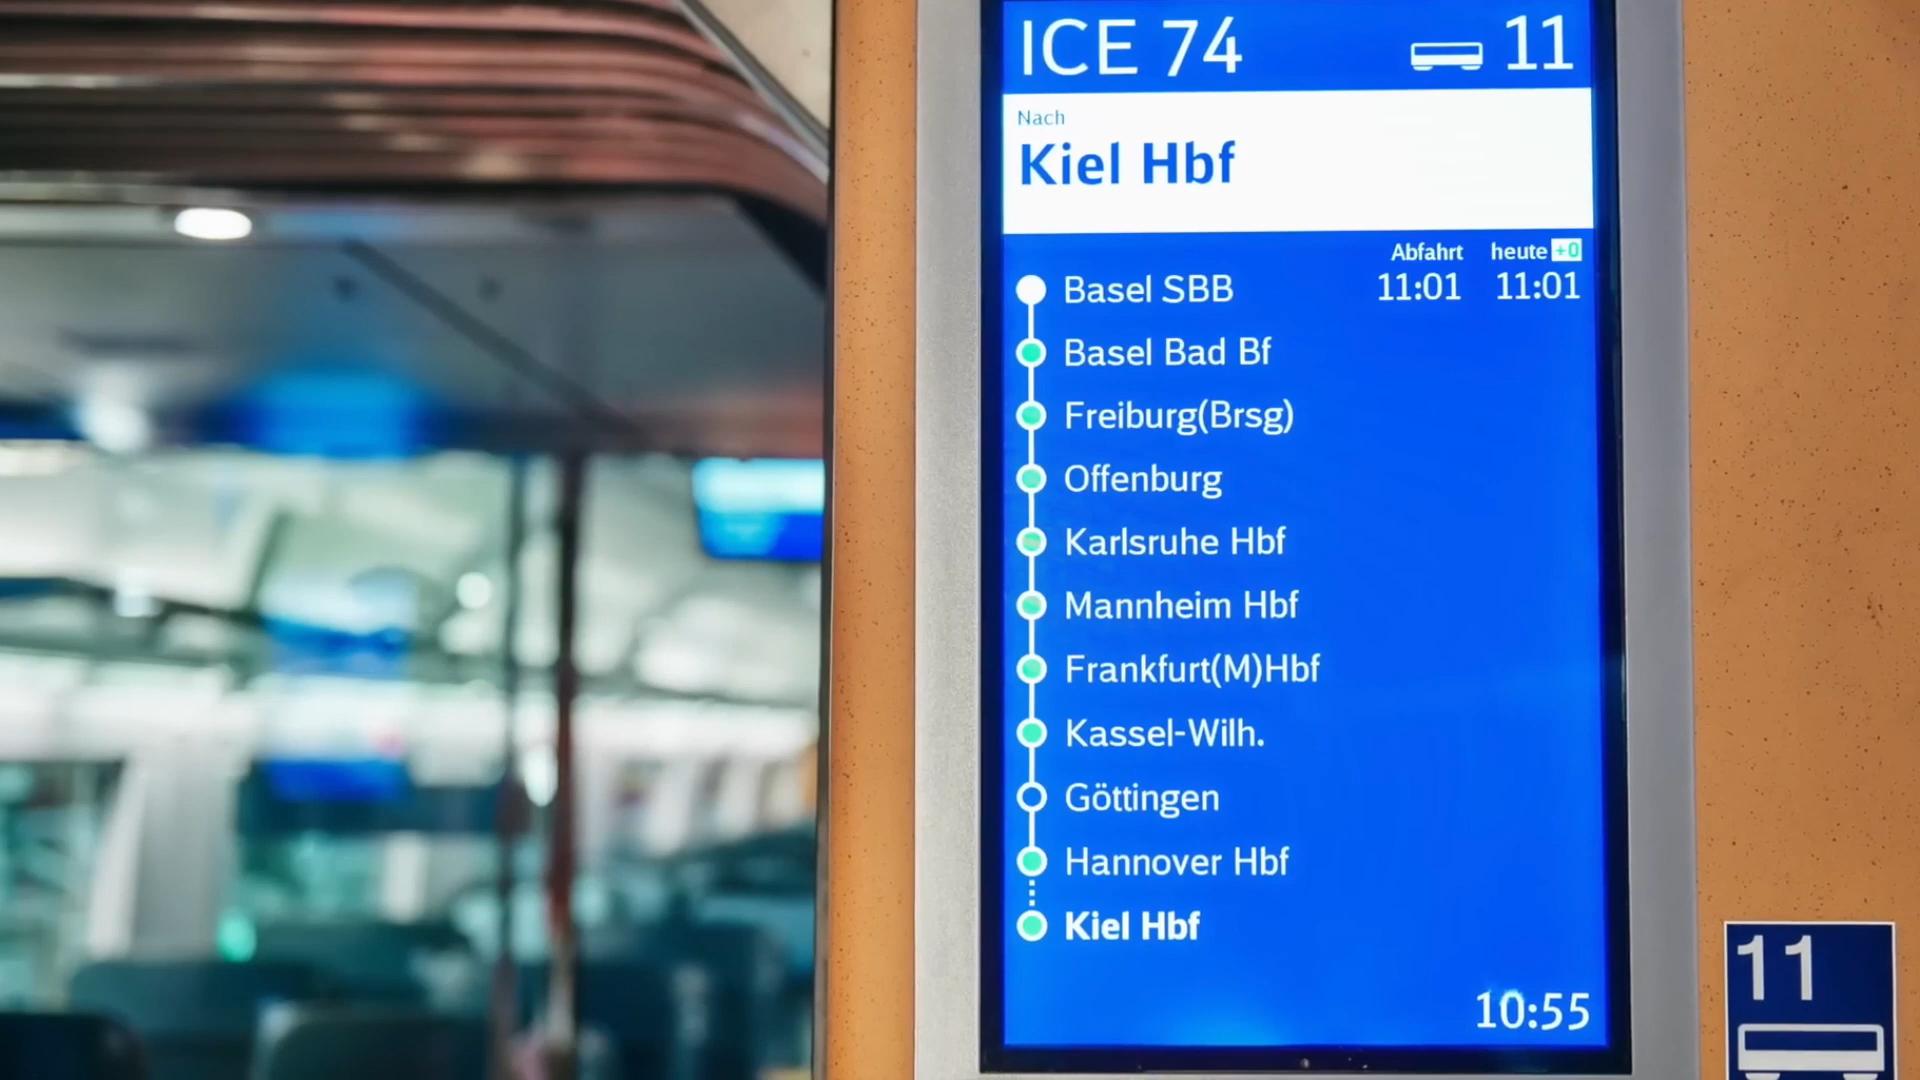 ICE 74 11
Nach
Kiel Hbf
Abfahrt heute +0
Basel SBB 11:01 11:01
Basel Bad Bf
Freiburg(Brsg)
Offenburg
Karlsruhe Hbf
Mannheim Hbf
Frankfurt(M)Hbf
Kassel-Wilh.
Göttingen
Hannover Hbf
Kiel Hbf
10:55
11